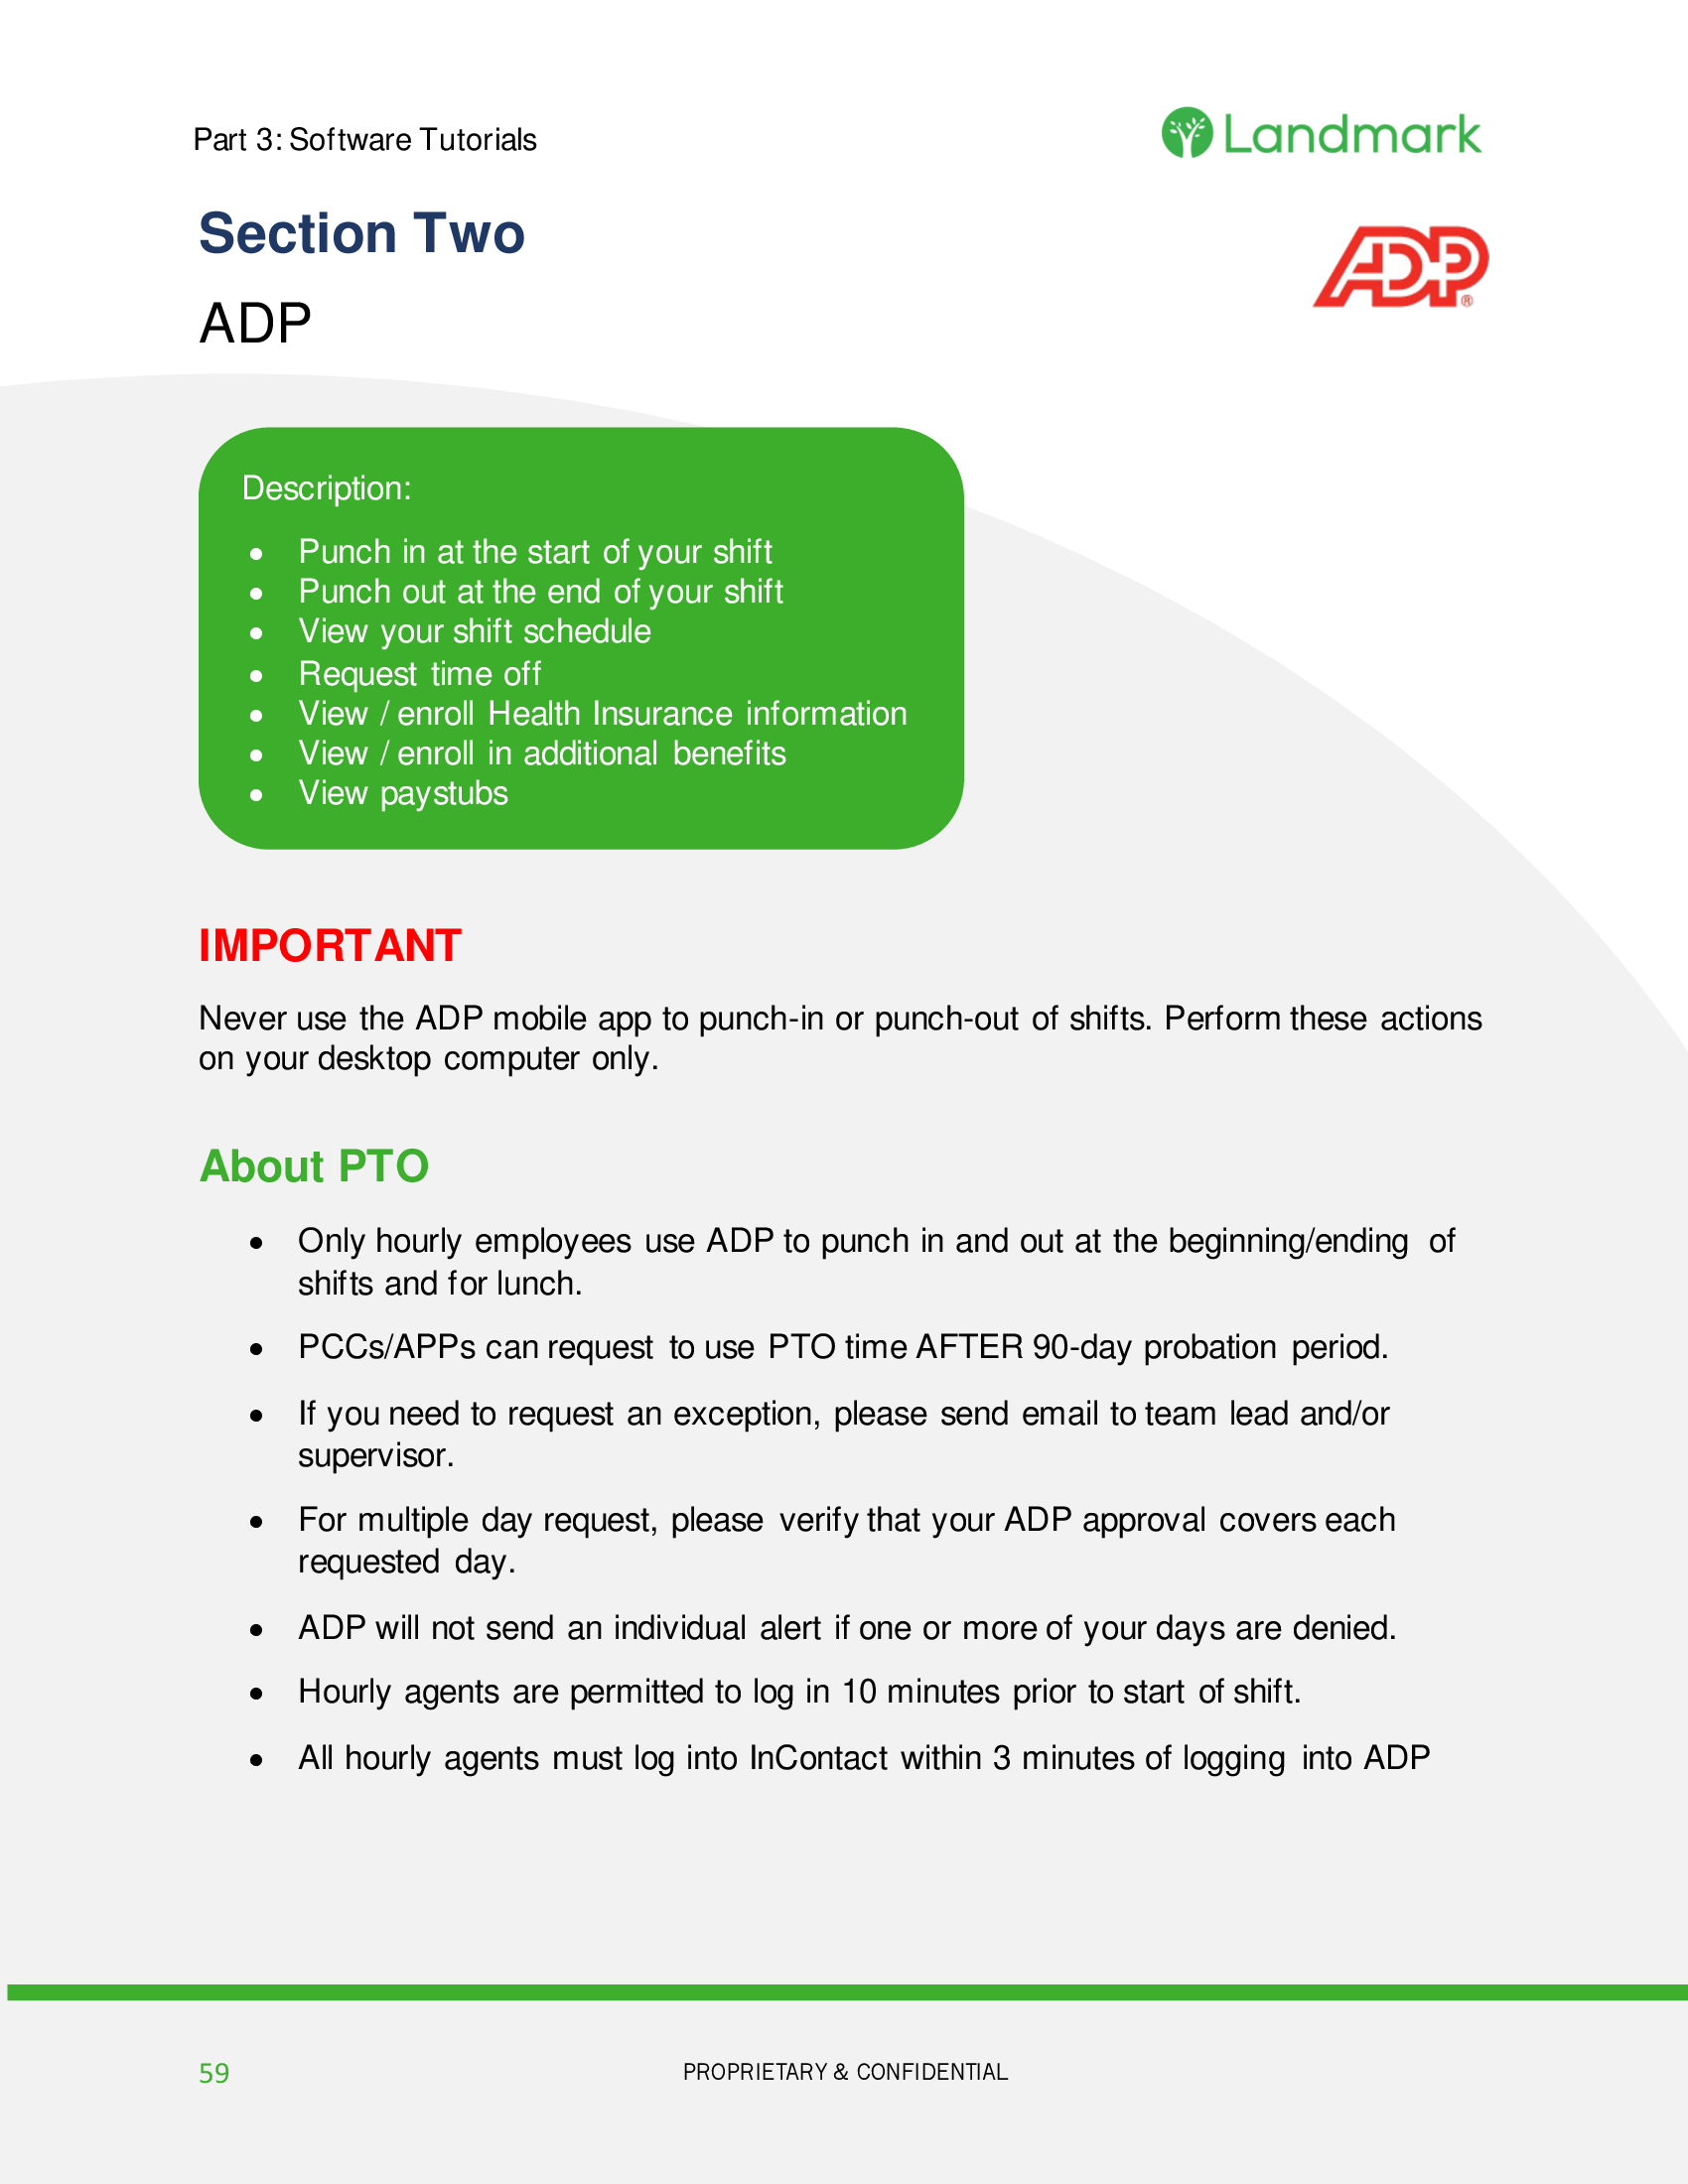 Part 3: Software Tutorials
Landmark
Section Two
ADP
ADP®
Description:
• Punch in at the start of your shift
• Punch out at the end of your shift
• View your shift schedule
• Request time off
• View / enroll Health Insurance information
• View / enroll in additional benefits
• View paystubs
IMPORTANT
Never use the ADP mobile app to punch-in or punch-out of shifts. Perform these actions
on your desktop computer only.
About PTO
• Only hourly employees use ADP to punch in and out at the beginning/ending of
shifts and for lunch.
• PCCs/APPs can request to use PTO time AFTER 90-day probation period.
• If you need to request an exception, please send email to team lead and/or
supervisor.
• For multiple day request, please verify that your ADP approval covers each
requested day.
• ADP will not send an individual alert if one or more of your days are denied.
• Hourly agents are permitted to log in 10 minutes prior to start of shift.
• All hourly agents must log into InContact within 3 minutes of logging into ADP
59
PROPRIETARY & CONFIDENTIAL